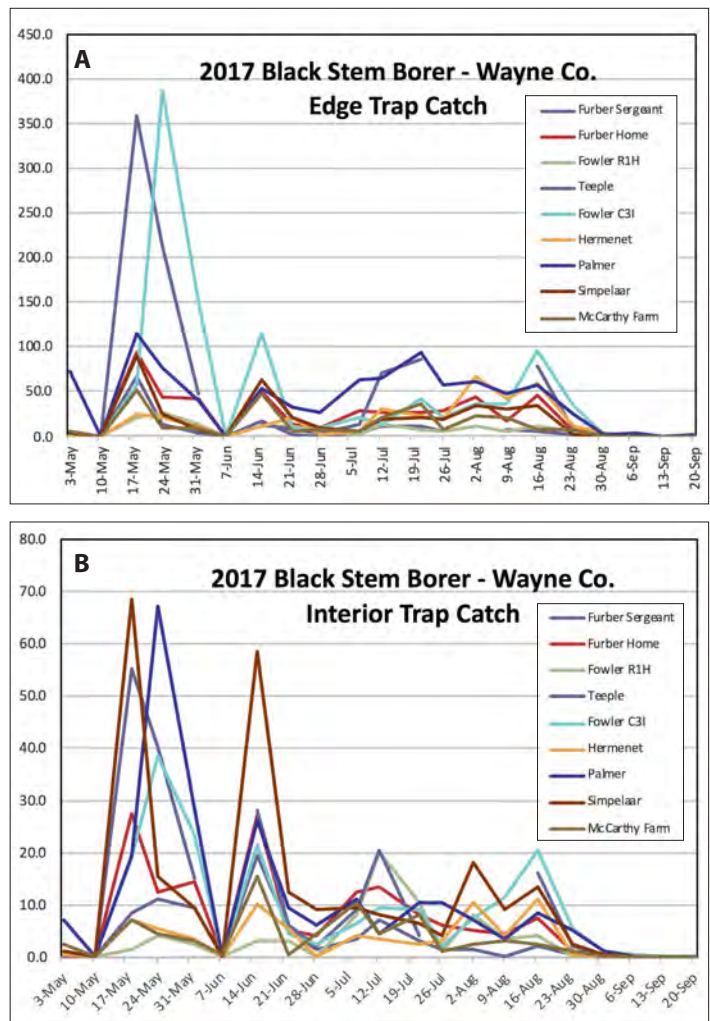 A
2017 Black Stem Borer - Wayne Co.
Edge Trap Catch
450.0
400.0
350.0
300.0
250.0
200.0
150.0
100.0
50.0
0.0
Furber Sergeant
Furber Home
Fowler R1H
Teeple
Fowler C3I
Hermenet
Palmer
Simpelaar
McCarthy Farm
3-May
10-May
17-May
24-May
31-May
7-Jun
14-Jun
21-Jun
28-Jun
5-Jul
12-Jul
19-Jul
26-Jul
2-Aug
9-Aug
16-Aug
23-Aug
30-Aug
6-Sep
13-Sep
20-Sep
B
2017 Black Stem Borer - Wayne Co.
Interior Trap Catch
80.0
70.0
60.0
50.0
40.0
30.0
20.0
10.0
0.0
Furber Sergeant
Furber Home
Fowler R1H
Teeple
Fowler C3I
Hermenet
Palmer
Simpelaar
McCarthy Farm
3-May
10-May
17-May
24-May
31-May
7-Jun
14-Jun
21-Jun
28-Jun
5-Jul
12-Jul
19-Jul
26-Jul
2-Aug
9-Aug
16-Aug
23-Aug
30-Aug
6-Sep
13-Sep
20-Sep